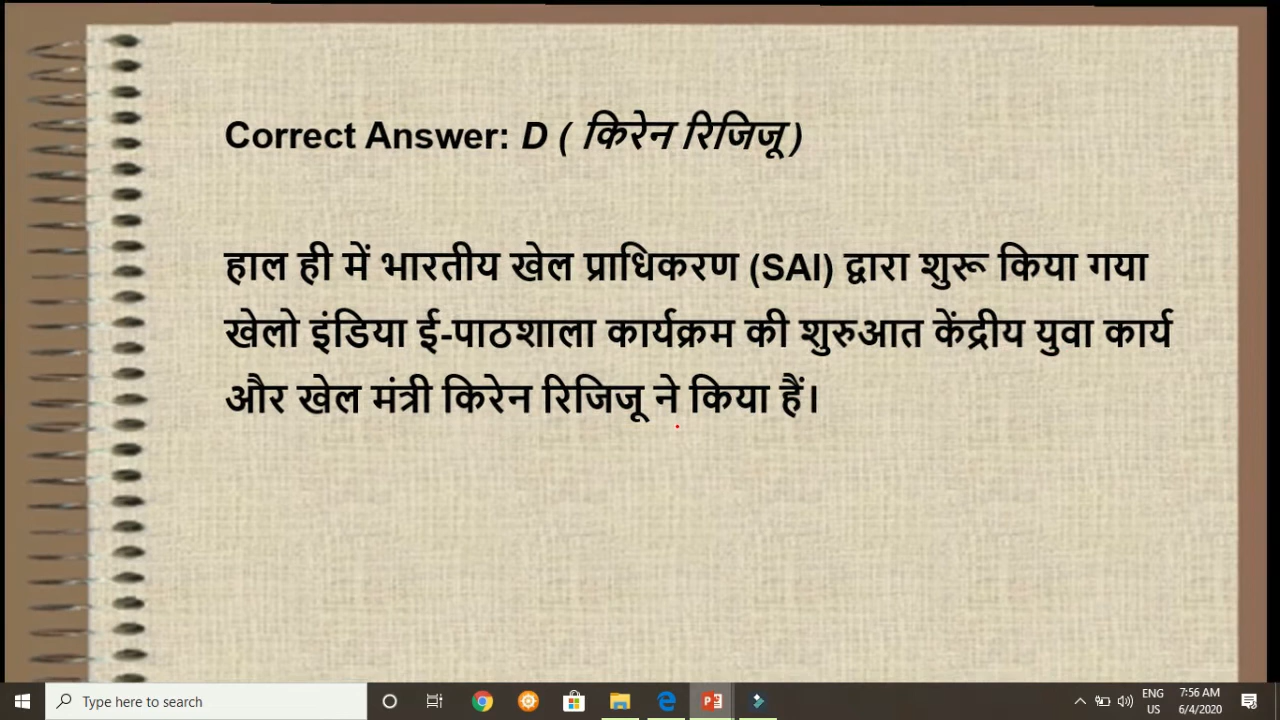 Correct Answer: D ( किरेन रिजिजू )
हाल ही में भारतीय खेल प्राधिकरण (SAI) द्वारा शुरू किया गया
खेलो इंडिया ई-पाठशाला कार्यक्रम की शुरुआत केंद्रीय युवा कार्य
और खेल मंत्री किरेन रिजिजू ने किया हैं।
Type here to search
ENG
US
7:56 AM
6/4/2020